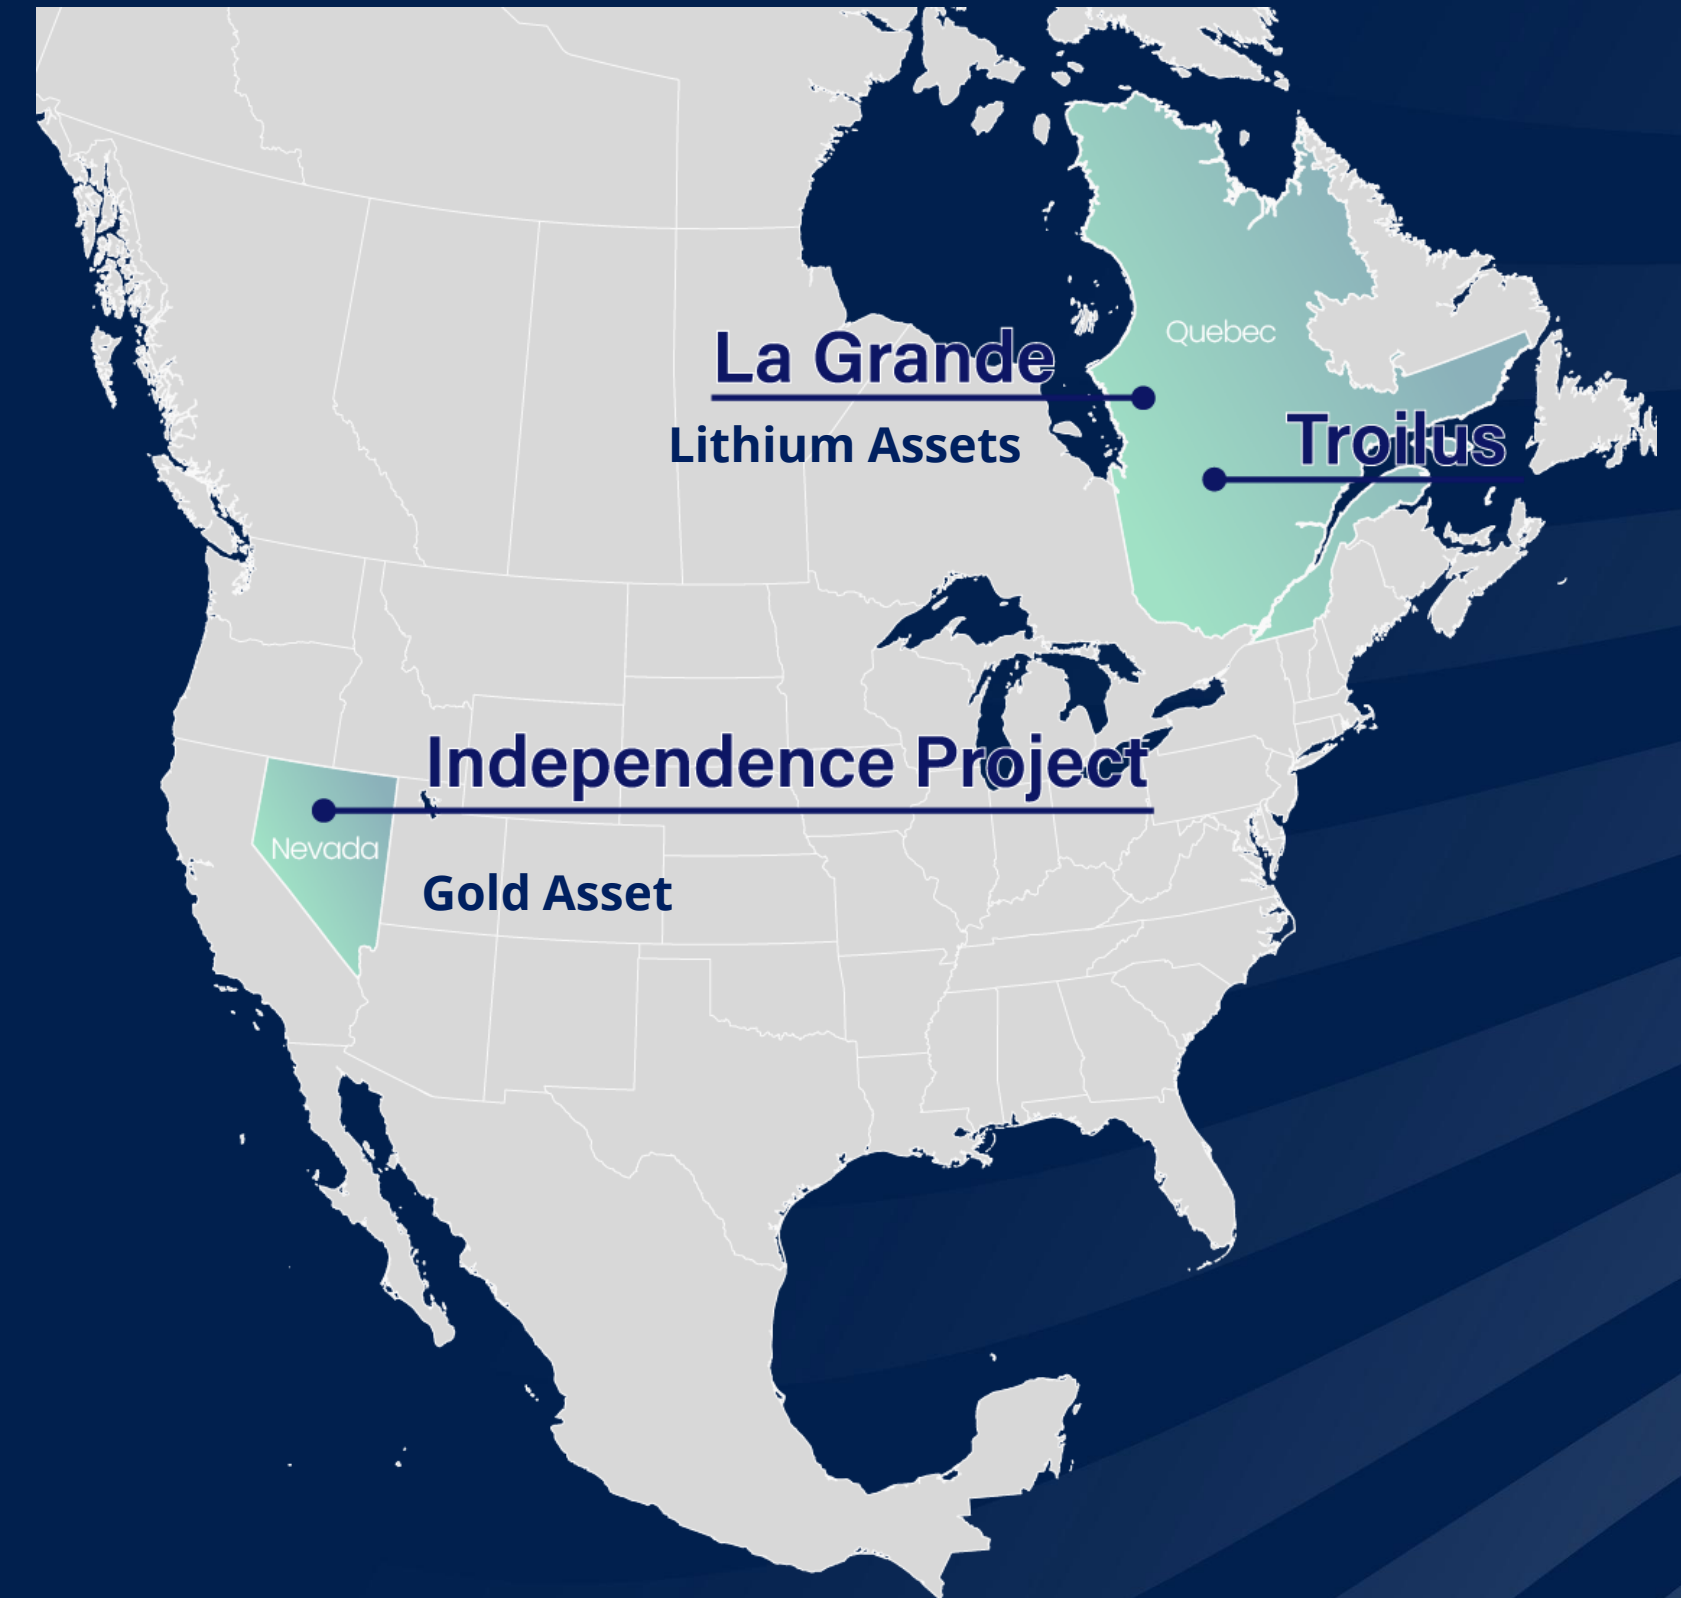 Quebec
La Grande
Lithium Assets
Troilus
Independence Project
Nevada
Gold Asset